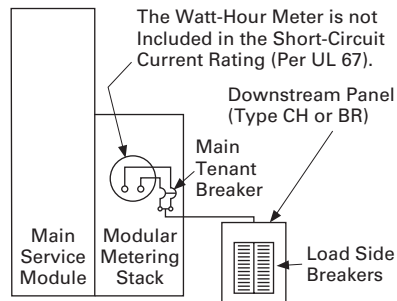 The Watt-Hour Meter is not
Included in the Short-Circuit
Current Rating (Per UL 67).
Downstream Panel
(Type CH or BR)
Main
Tenant
Breaker
Main
Service
Module
Modular
Metering
Stack
Load Side
Breakers